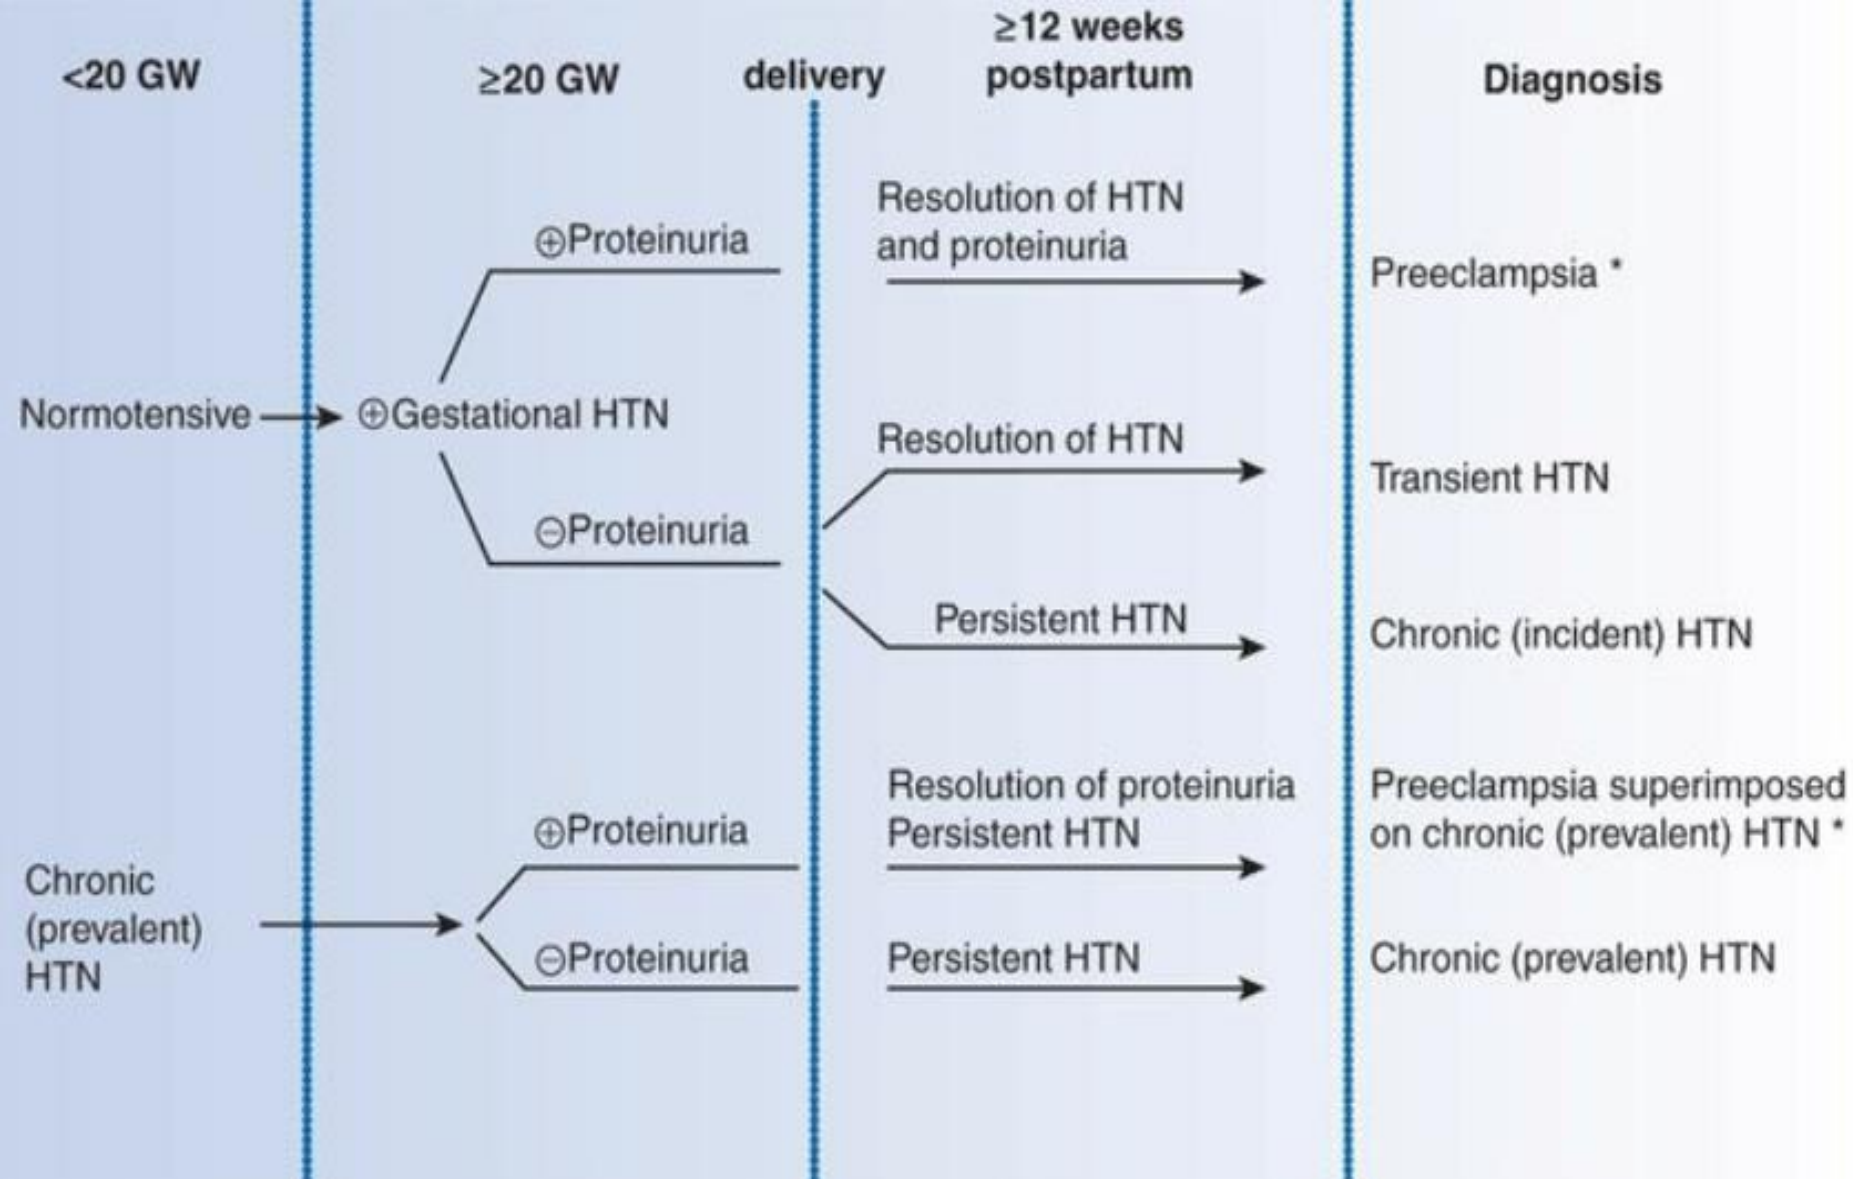 <20 GW
≥20 GW
delivery
≥12 weeks
postpartum
Diagnosis
Normotensive
⊕Gestational HTN
⊕Proteinuria
Resolution of HTN
and proteinuria
Preeclampsia *
⊖Proteinuria
Resolution of HTN
Transient HTN
Persistent HTN
Chronic (incident) HTN
Chronic
(prevalent)
HTN
⊕Proteinuria
Resolution of proteinuria
Persistent HTN
Preeclampsia superimposed
on chronic (prevalent) HTN *
⊖Proteinuria
Persistent HTN
Chronic (prevalent) HTN